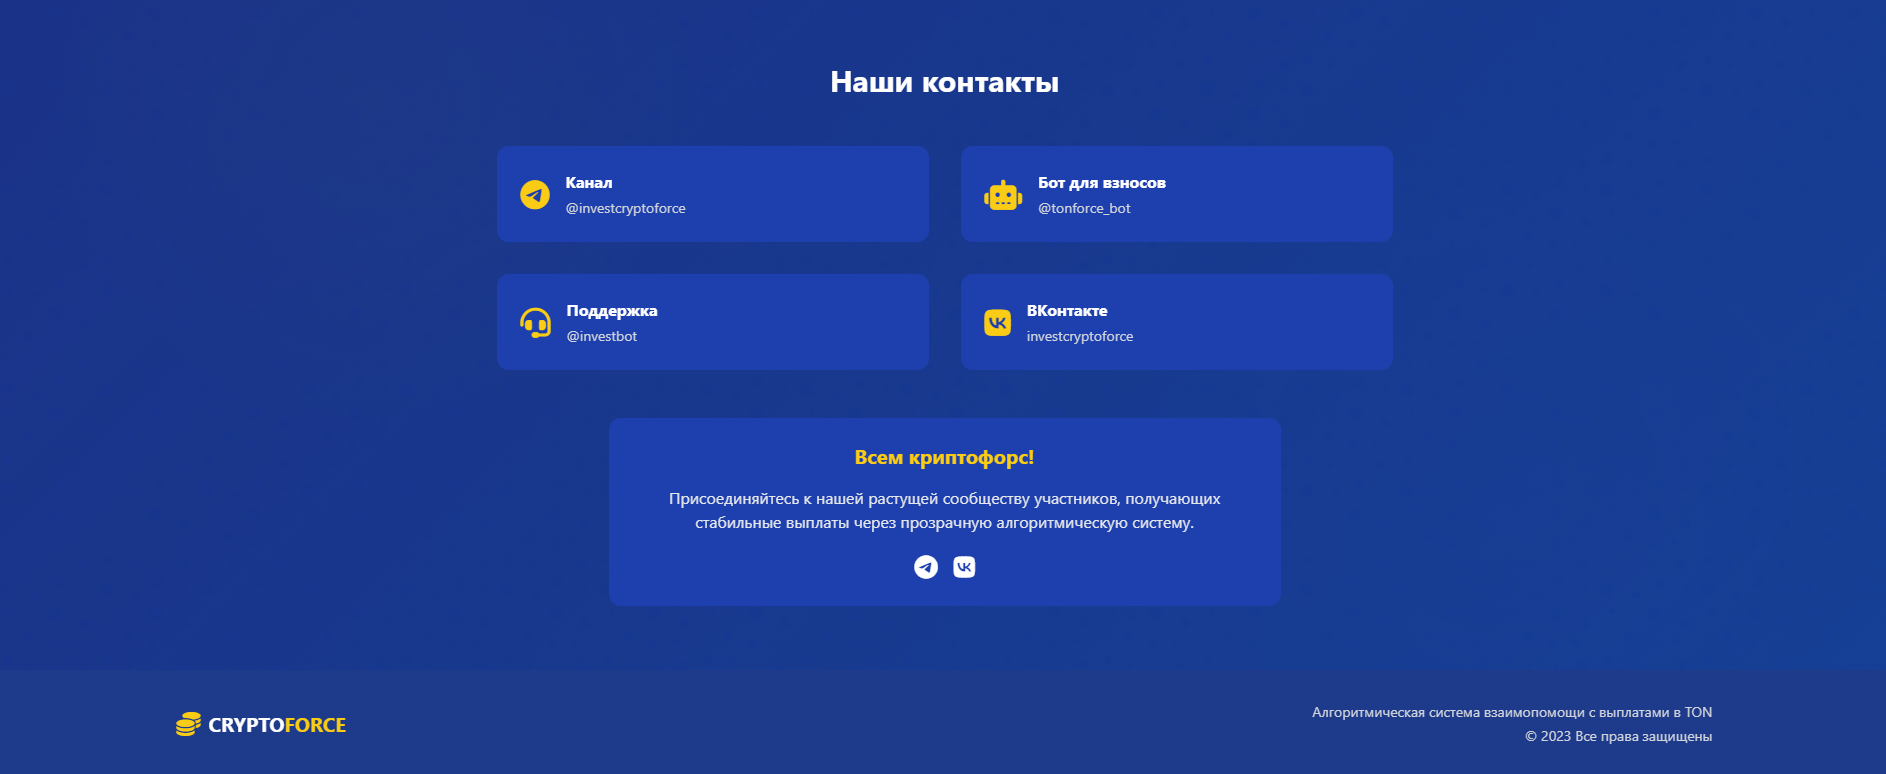 Наши контакты
Канал
@investcryptoforce
Бот для взносов
@tonforce_bot
Поддержка
@investbot
ВКонтакте
investcryptoforce
Всем криптофорс!
Присоединяйтесь к нашей растущей сообществу участников, получающих
стабильные выплаты через прозрачную алгоритмическую систему.
CRYPTOFORCE
Алгоритмическая система взаимопомощи с выплатами в TON
© 2023 Все права защищены